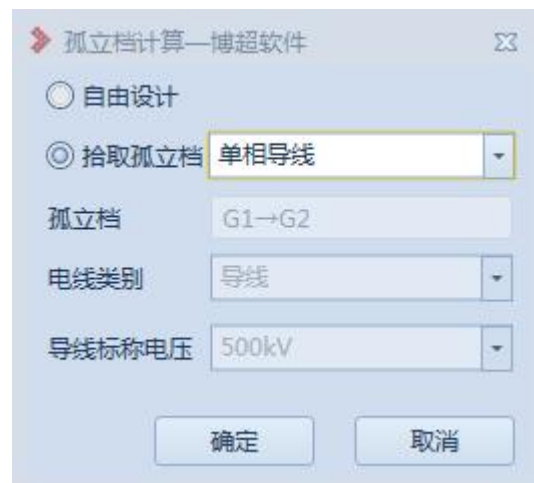 孤立档计算—博超软件
自由设计
拾取孤立档 单相导线
孤立档 G1→G2
电线类别 导线
导线标称电压 500kV
确定 取消